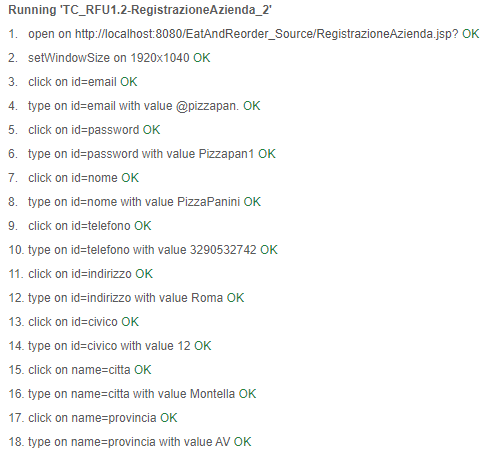 Running 'TC_RFU1.2-RegistrazioneAzienda_2'
1. open on http://localhost:8080/EatAndReorder_Source/RegistrazioneAzienda.jsp? OK
2. setWindowSize on 1920x1040 OK
3. click on id=email OK
4. type on id=email with value @pizzapan. OK
5. click on id=password OK
6. type on id=password with value Pizzapan1 OK
7. click on id=nome OK
8. type on id=nome with value PizzaPanini OK
9. click on id=telefono OK
10. type on id=telefono with value 3290532742 OK
11. click on id=indirizzo OK
12. type on id=indirizzo with value Roma OK
13. click on id=civico OK
14. type on id=civico with value 12 OK
15. click on name=citta OK
16. type on name=citta with value Montella OK
17. click on name=provincia OK
18. type on name=provincia with value AV OK